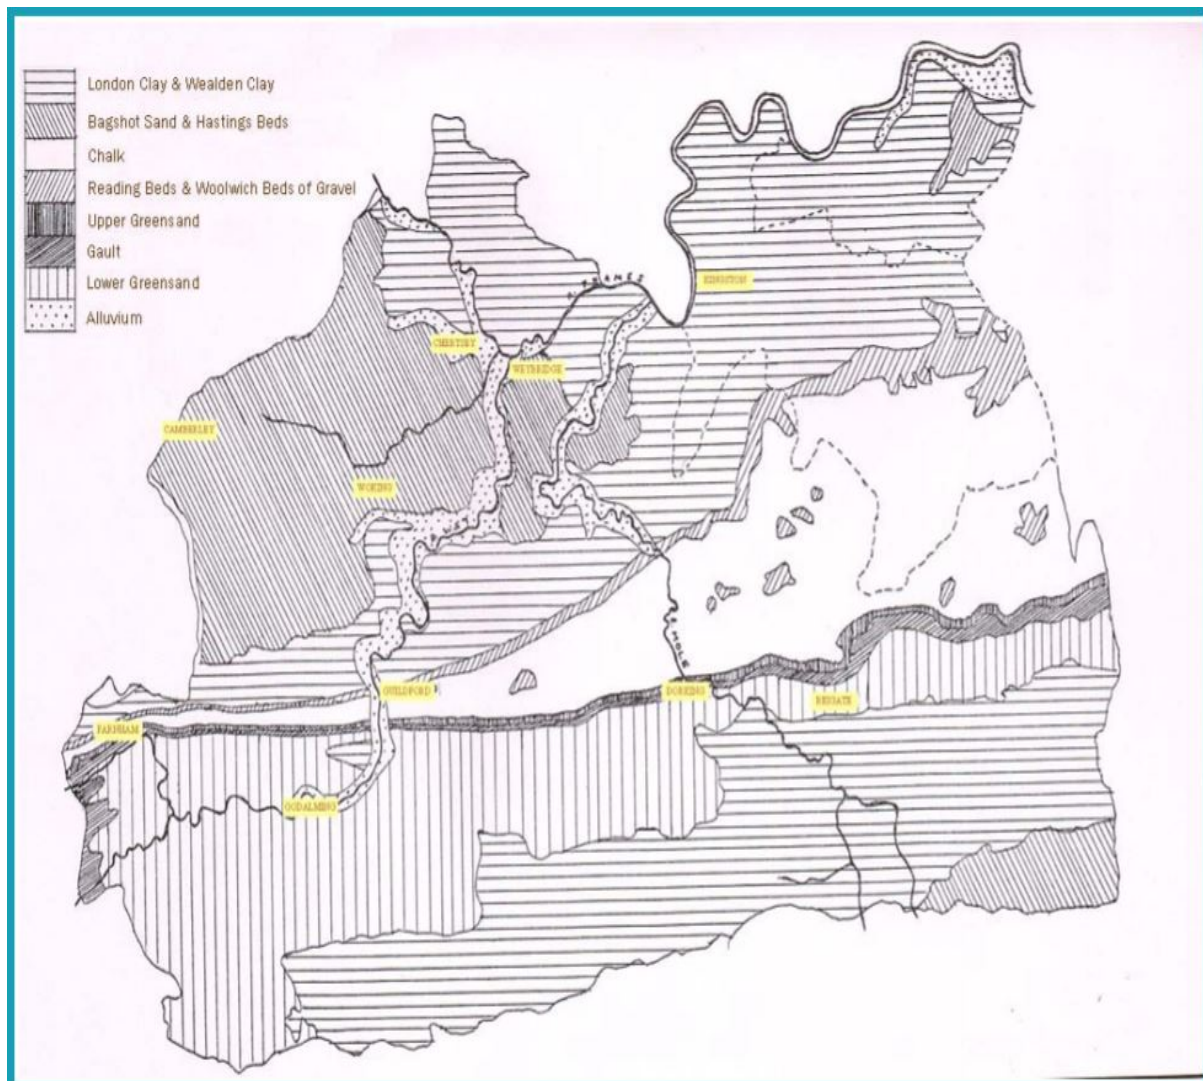 London Clay & Wealden Clay
Bagshot Sand & Hastings Beds
Chalk
Reading Beds & Woolwich Beds of Gravel
Upper Greensand
Gault
Lower Greensand
Alluvium
R. THAMES
KINGSTON
CHERTSEY
WEYBRIDGE
CAMBERLEY
WOKING
R. MOLE
GUILDFORD
DORKING
REIGATE
FARNHAM
GODALMING